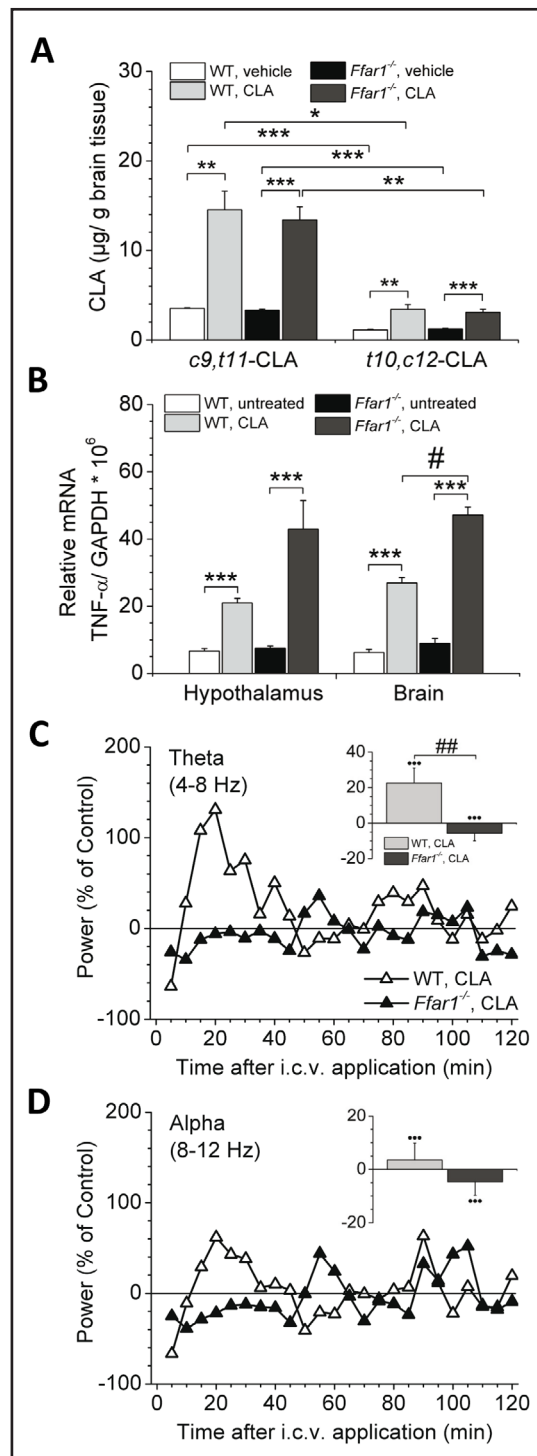 A
WT, vehicle
Ffar1-/-, vehicle
WT, CLA
Ffar1-/-, CLA
30
20
10
0
CLA (µg/ g brain tissue)
*
***
***
**
***
**
**
***
c9,t11-CLA
t10,c12-CLA
B
WT, untreated
Ffar1-/-, untreated
WT, CLA
Ffar1-/-, CLA
80
60
40
20
0
Relative mRNA
TNF-α/ GAPDH * 10⁶
#
***
***
***
***
Hypothalamus
Brain
C
Theta
(4-8 Hz)
200
100
0
-100
Power (% of Control)
40
20
0
-20
##
•••
•••
WT, CLA
Ffar1-/-, CLA
WT, CLA
Ffar1-/-, CLA
0 20 40 60 80 100 120
Time after i.c.v. application (min)
D
Alpha
(8-12 Hz)
200
100
0
-100
Power (% of Control)
20
0
-20
•••
•••
0 20 40 60 80 100 120
Time after i.c.v. application (min)